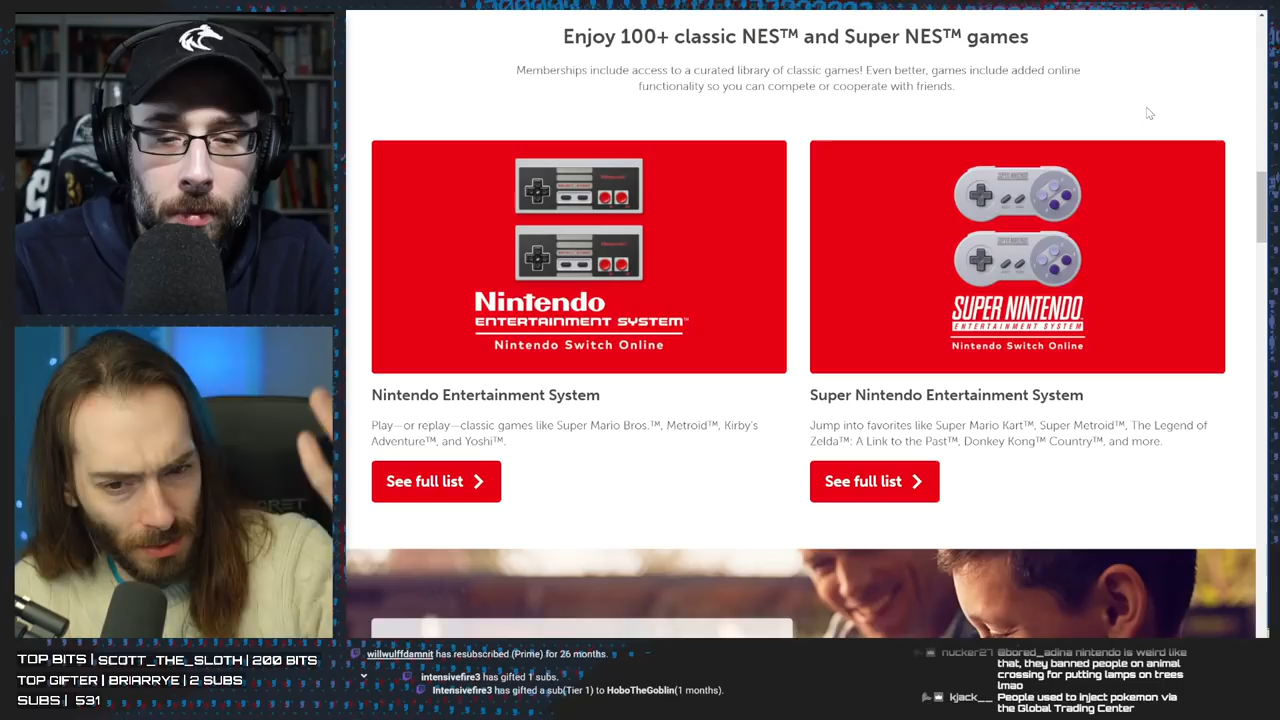 Enjoy 100+ classic NES™ and Super NES™ games
Memberships include access to a curated library of classic games! Even better, games include added online
functionality so you can compete or cooperate with friends.
Nintendo
ENTERTAINMENT SYSTEM™
Nintendo Switch Online
SUPER NINTENDO
ENTERTAINMENT SYSTEM
Nintendo Switch Online
Nintendo Entertainment System
Play—or replay—classic games like Super Mario Bros.™, Metroid™, Kirby's
Adventure™, and Yoshi™.
See full list
Super Nintendo Entertainment System
Jump into favorites like Super Mario Kart™, Super Metroid™, The Legend of
Zelda™: A Link to the Past™, Donkey Kong™ Country™, and more.
See full list
TOP BITS | SCOTT_THE_SLOTH | 200 BITS
TOP GIFTER | BRIARRYE | 2 SUBS
SUBS | 531
willwulffdamnit has resubscribed (Prime) for 26 months.
intensivefire3 has gifted 1 subs.
Intensivefire3 has gifted a sub(Tier 1) to HoboTheGoblin(1 months).
nucker27 @bored_adina nintendo is weird like
that, they banned people on animal
crossing for putting lamps on trees
lmao
kjack__ People used to inject pokemon via
the Global Trading Center